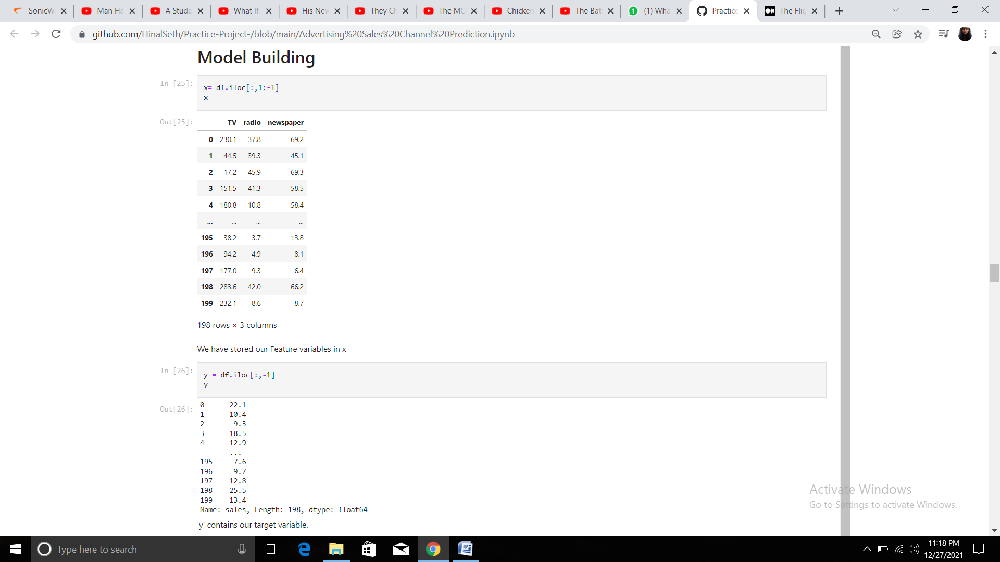 SonicW
Man Ha
A Stude
What If
His New
They Ch
The MC
Chicken
The Bat
(1) Wha
Practice
The Flig
github.com/HinalSeth/Practice-Project-/blob/main/Advertising%20Sales%20Channel%20Prediction.ipynb
Model Building
In [25]:
x= df.iloc[:,1:-1]
x
Out[25]:
TV radio newspaper
0 230.1 37.8 69.2
1 44.5 39.3 45.1
2 17.2 45.9 69.3
3 151.5 41.3 58.5
4 180.8 10.8 58.4
... ... ... ...
195 38.2 3.7 13.8
196 94.2 4.9 8.1
197 177.0 9.3 6.4
198 283.6 42.0 66.2
199 232.1 8.6 8.7
198 rows × 3 columns
We have stored our Feature variables in x
In [26]:
y = df.iloc[:,-1]
y
Out[26]:
0 22.1
1 10.4
2 9.3
3 18.5
4 12.9
...
195 7.6
196 9.7
197 12.8
198 25.5
199 13.4
Name: sales, Length: 198, dtype: float64
'y' contains our target variable.
Activate Windows
Go to Settings to activate Windows.
Type here to search
11:18 PM
12/27/2021